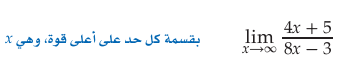 lim x→∞ (4x + 5)/(8x − 3) بقسمة كل حد على أعلى قوة، وهي x